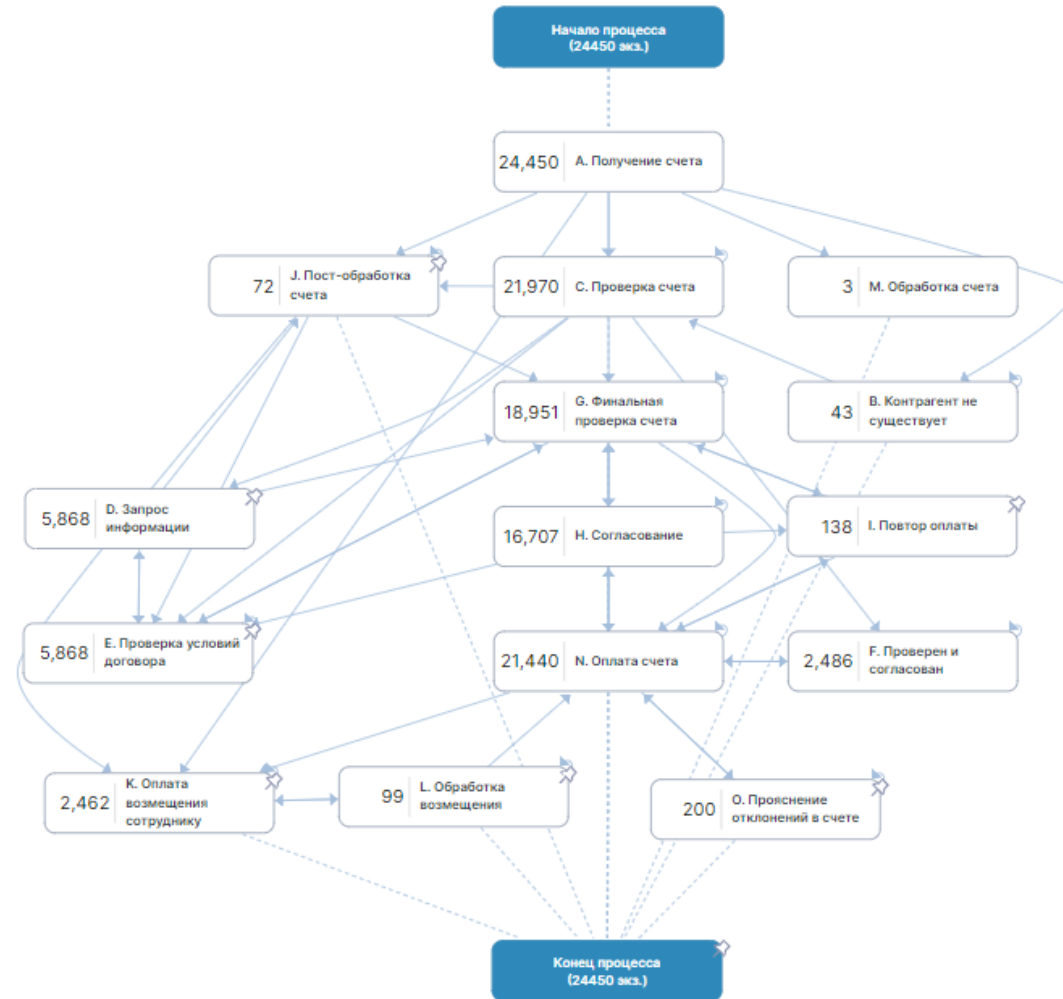 Начало процесса
(24450 экз.)
24,450
A. Получение счета
72
J. Пост-обработка
счета
21,970
C. Проверка счета
3
M. Обработка счета
18,951
G. Финальная
проверка счета
43
B. Контрагент не
существует
5,868
D. Запрос
информации
16,707
H. Согласование
138
I. Повтор оплаты
5,868
E. Проверка условий
договора
21,440
N. Оплата счета
2,486
F. Проверен и
согласован
2,462
K. Оплата
возмещения
сотруднику
99
L. Обработка
возмещения
200
O. Прояснение
отклонений в счете
Конец процесса
(24450 экз.)